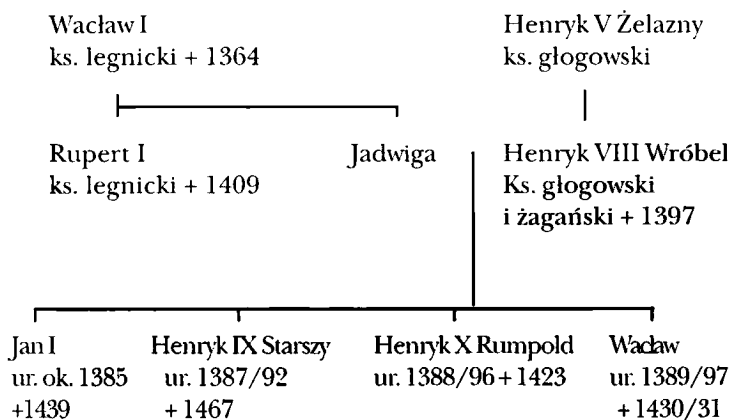 Wacław I
ks. legnicki + 1364
Henryk V Żelazny
ks. głogowski
Rupert I
ks. legnicki + 1409
Jadwiga
Henryk VIII Wróbel
Ks. głogowski
i żagański + 1397
Jan I
ur. ok. 1385
+1439
Henryk IX Starszy
ur. 1387/92
+ 1467
Henryk X Rumpold
ur. 1388/96 + 1423
Wacław
ur. 1389/97
+ 1430/31